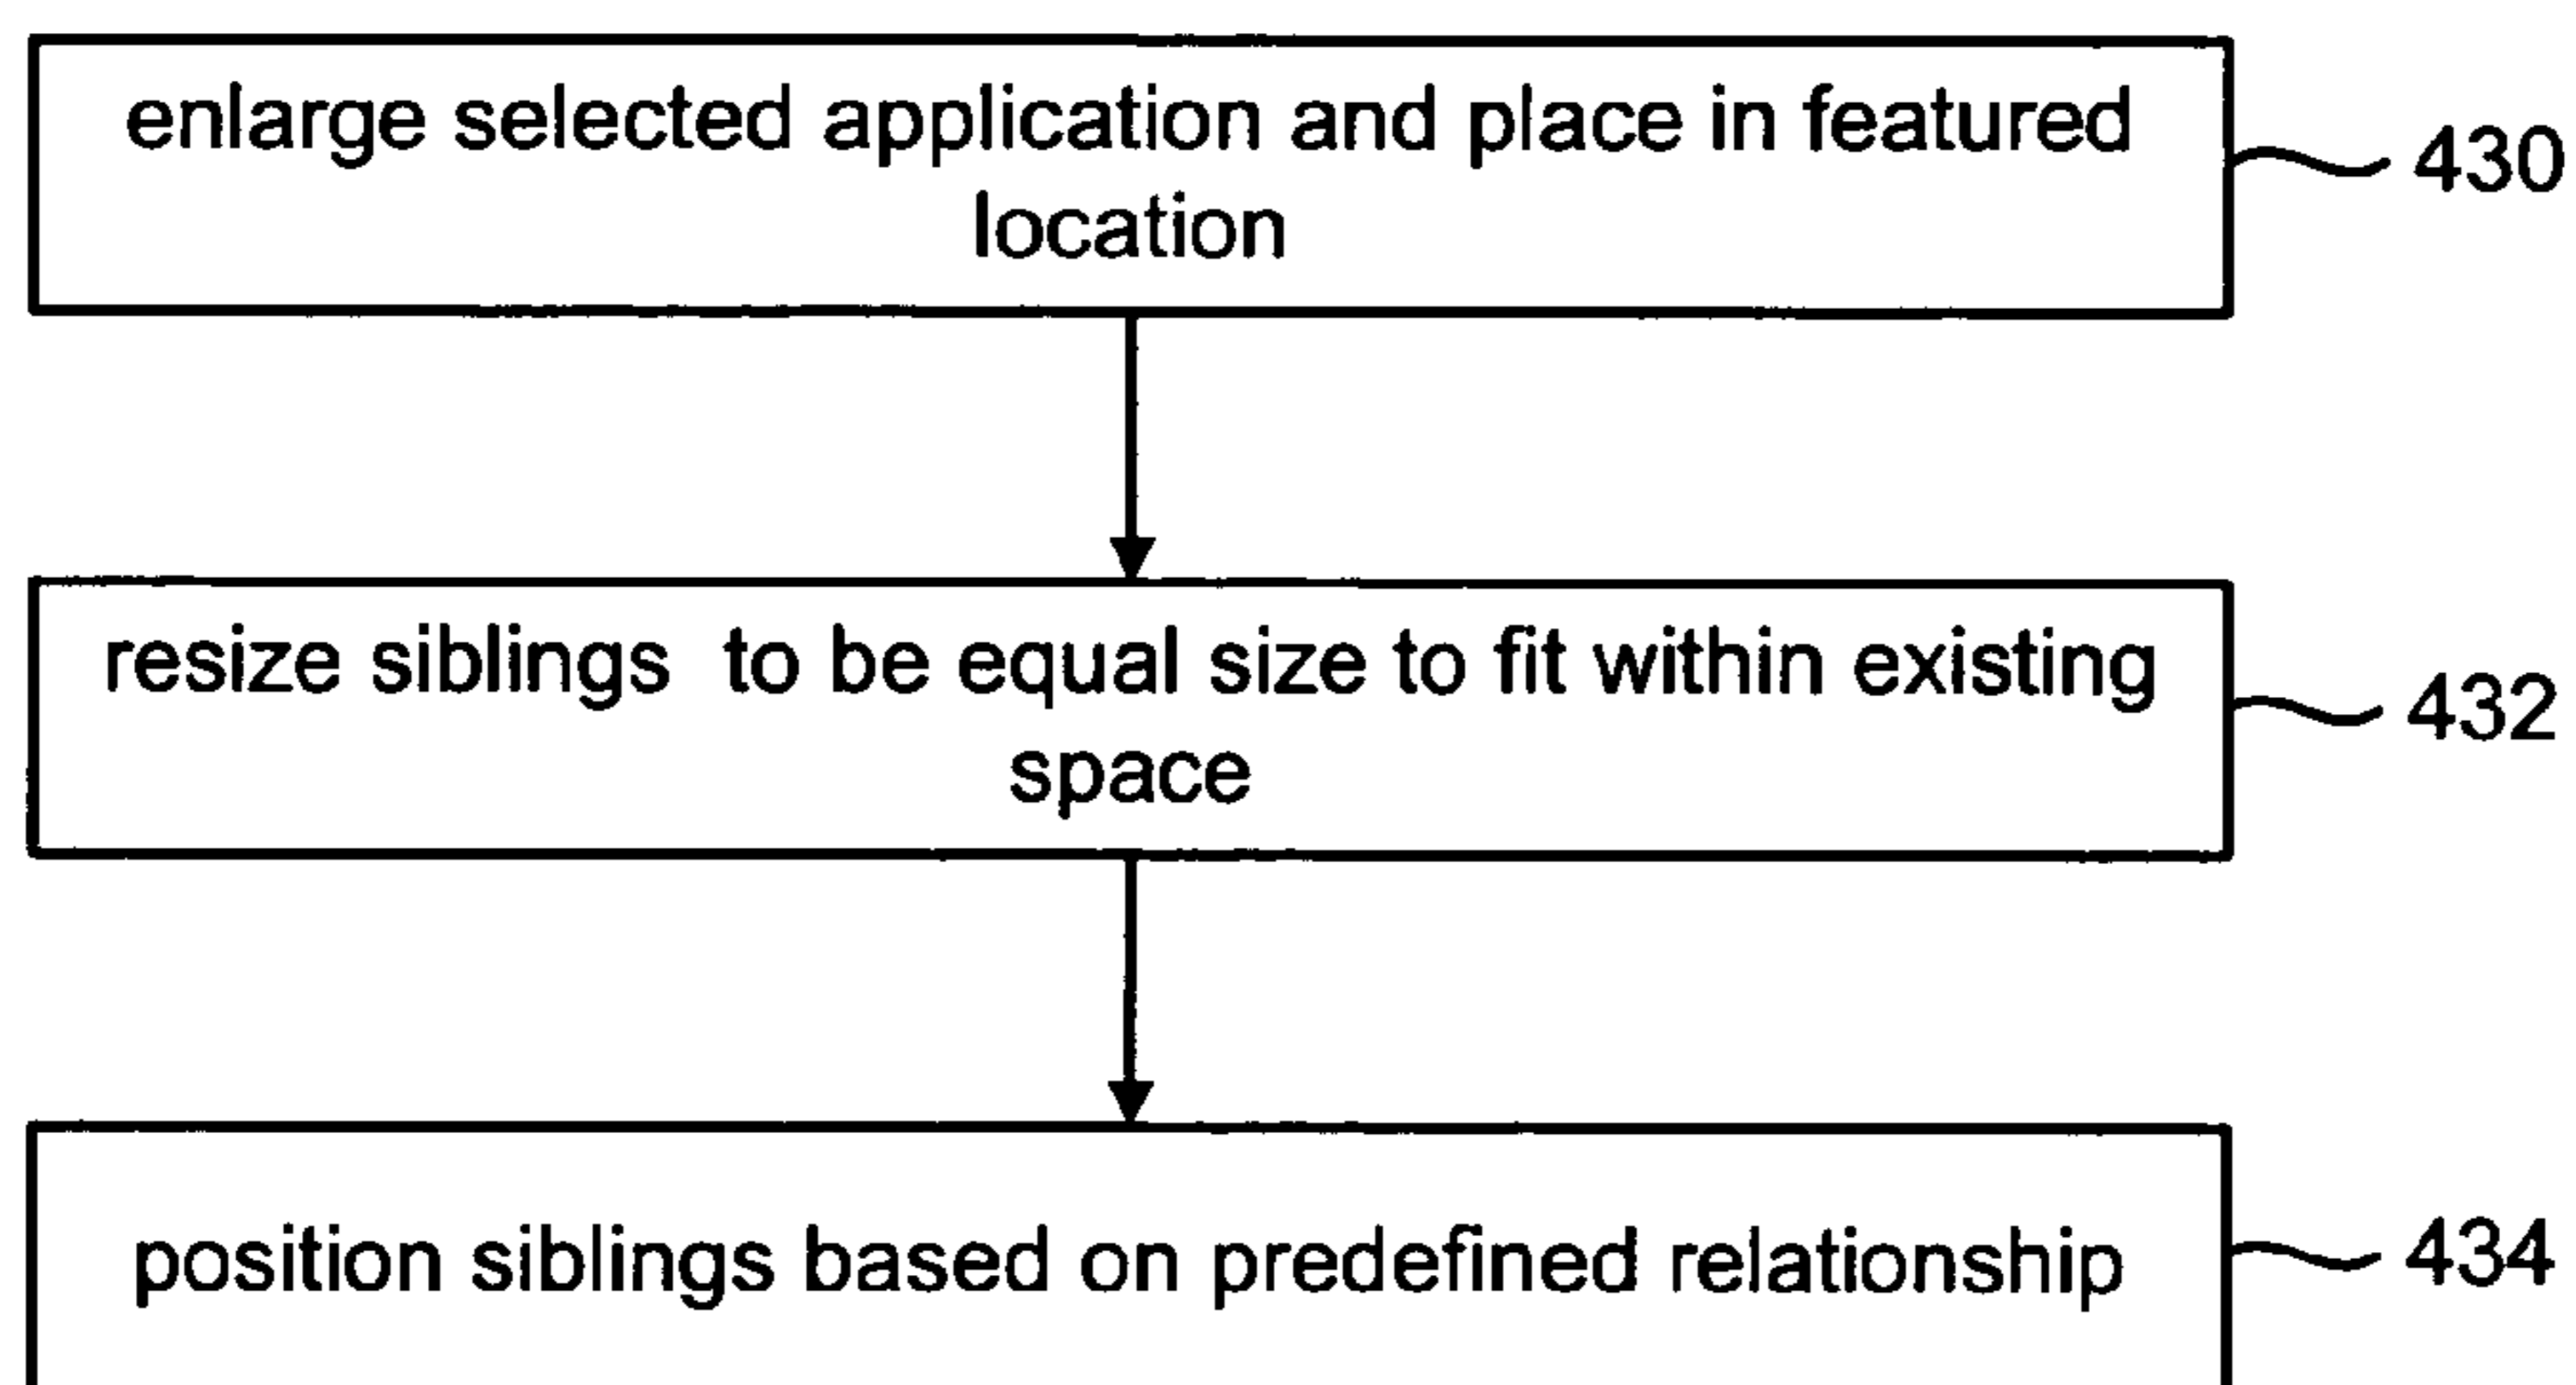 enlarge selected application and place in featured
location
430
resize siblings to be equal size to fit within existing
space
432
position siblings based on predefined relationship
434